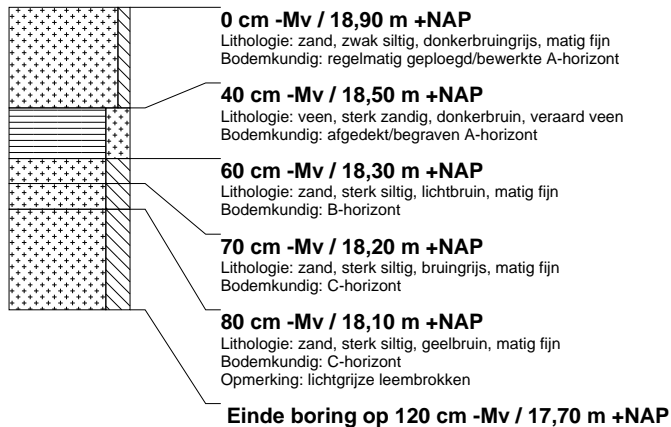 0 cm -Mv / 18,90 m +NAP
Lithologie: zand, zwak siltig, donkerbruingrijs, matig fijn
Bodemkundig: regelmatig geploegd/bewerkte A-horizont
40 cm -Mv / 18,50 m +NAP
Lithologie: veen, sterk zandig, donkerbruin, veraard veen
Bodemkundig: afgedekt/begraven A-horizont
60 cm -Mv / 18,30 m +NAP
Lithologie: zand, sterk siltig, lichtbruin, matig fijn
Bodemkundig: B-horizont
70 cm -Mv / 18,20 m +NAP
Lithologie: zand, sterk siltig, bruingrijs, matig fijn
Bodemkundig: C-horizont
80 cm -Mv / 18,10 m +NAP
Lithologie: zand, sterk siltig, geelbruin, matig fijn
Bodemkundig: C-horizont
Opmerking: lichtgrijze leembrokken
Einde boring op 120 cm -Mv / 17,70 m +NAP